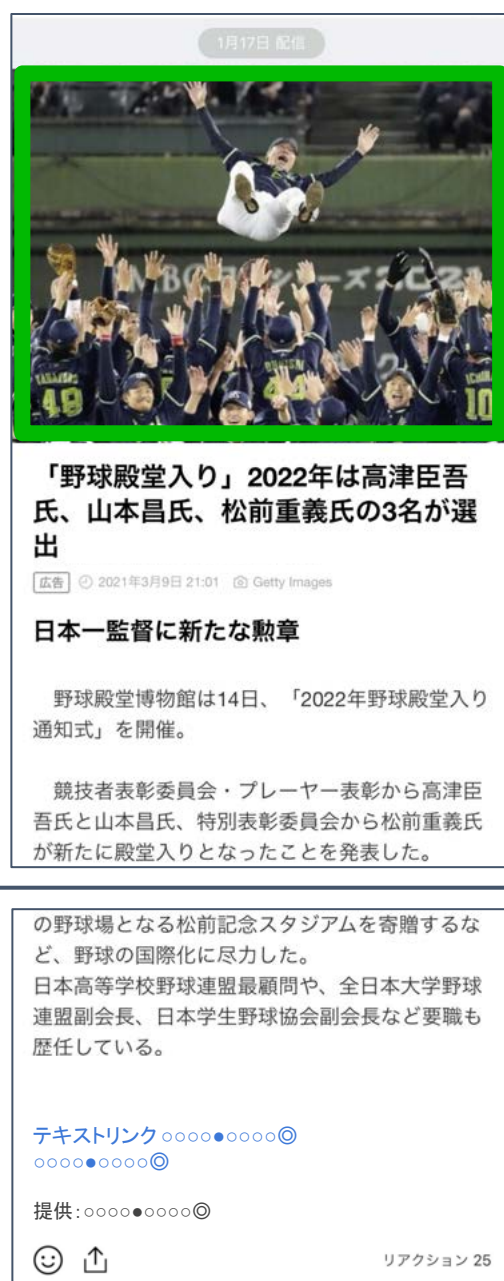 1月17日 配信
シリーズ2021
48
44
10
「野球殿堂入り」2022年は高津臣吾
氏、山本昌氏、松前重義氏の3名が選
出
広告 2021年3月9日 21:01 Getty Images
日本一監督に新たな勲章
野球殿堂博物館は14日、「2022年野球殿堂入り
通知式」を開催。
競技者表彰委員会・プレーヤー表彰から高津臣
吾氏と山本昌氏、特別表彰委員会から松前重義氏
が新たに殿堂入りとなったことを発表した。
の野球場となる松前記念スタジアムを寄贈するな
ど、野球の国際化に尽力した。
日本高等学校野球連盟最顧問や、全日本大学野球
連盟副会長、日本学生野球協会副会長など要職も
歴任している。
テキストリンク○○○○●○○○○◎
○○○○●○○○○◎
提供:○○○○●○○○○◎
リアクション 25